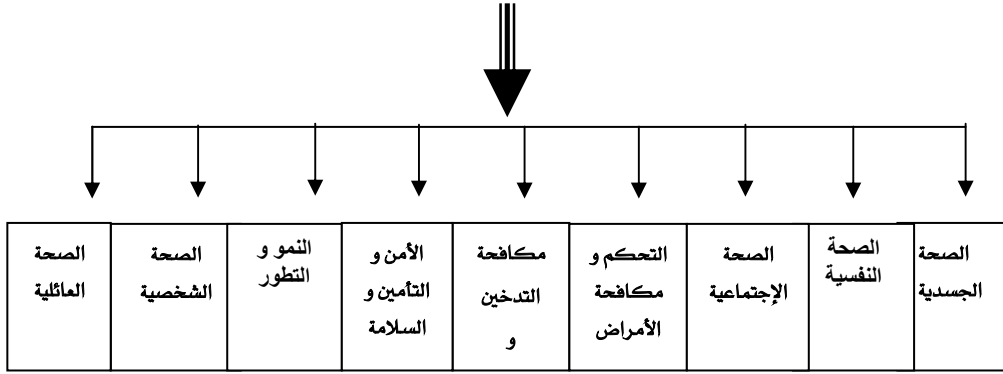 الصحة
الجسدية
الصحة
النفسية
الصحة
الإجتماعية
التحكم و
مكافحة
الأمراض
مكافحة
التدخين
و
الأمن و
التأمين و
السلامة
النمو و
التطور
الصحة
الشخصية
الصحة
العائلية